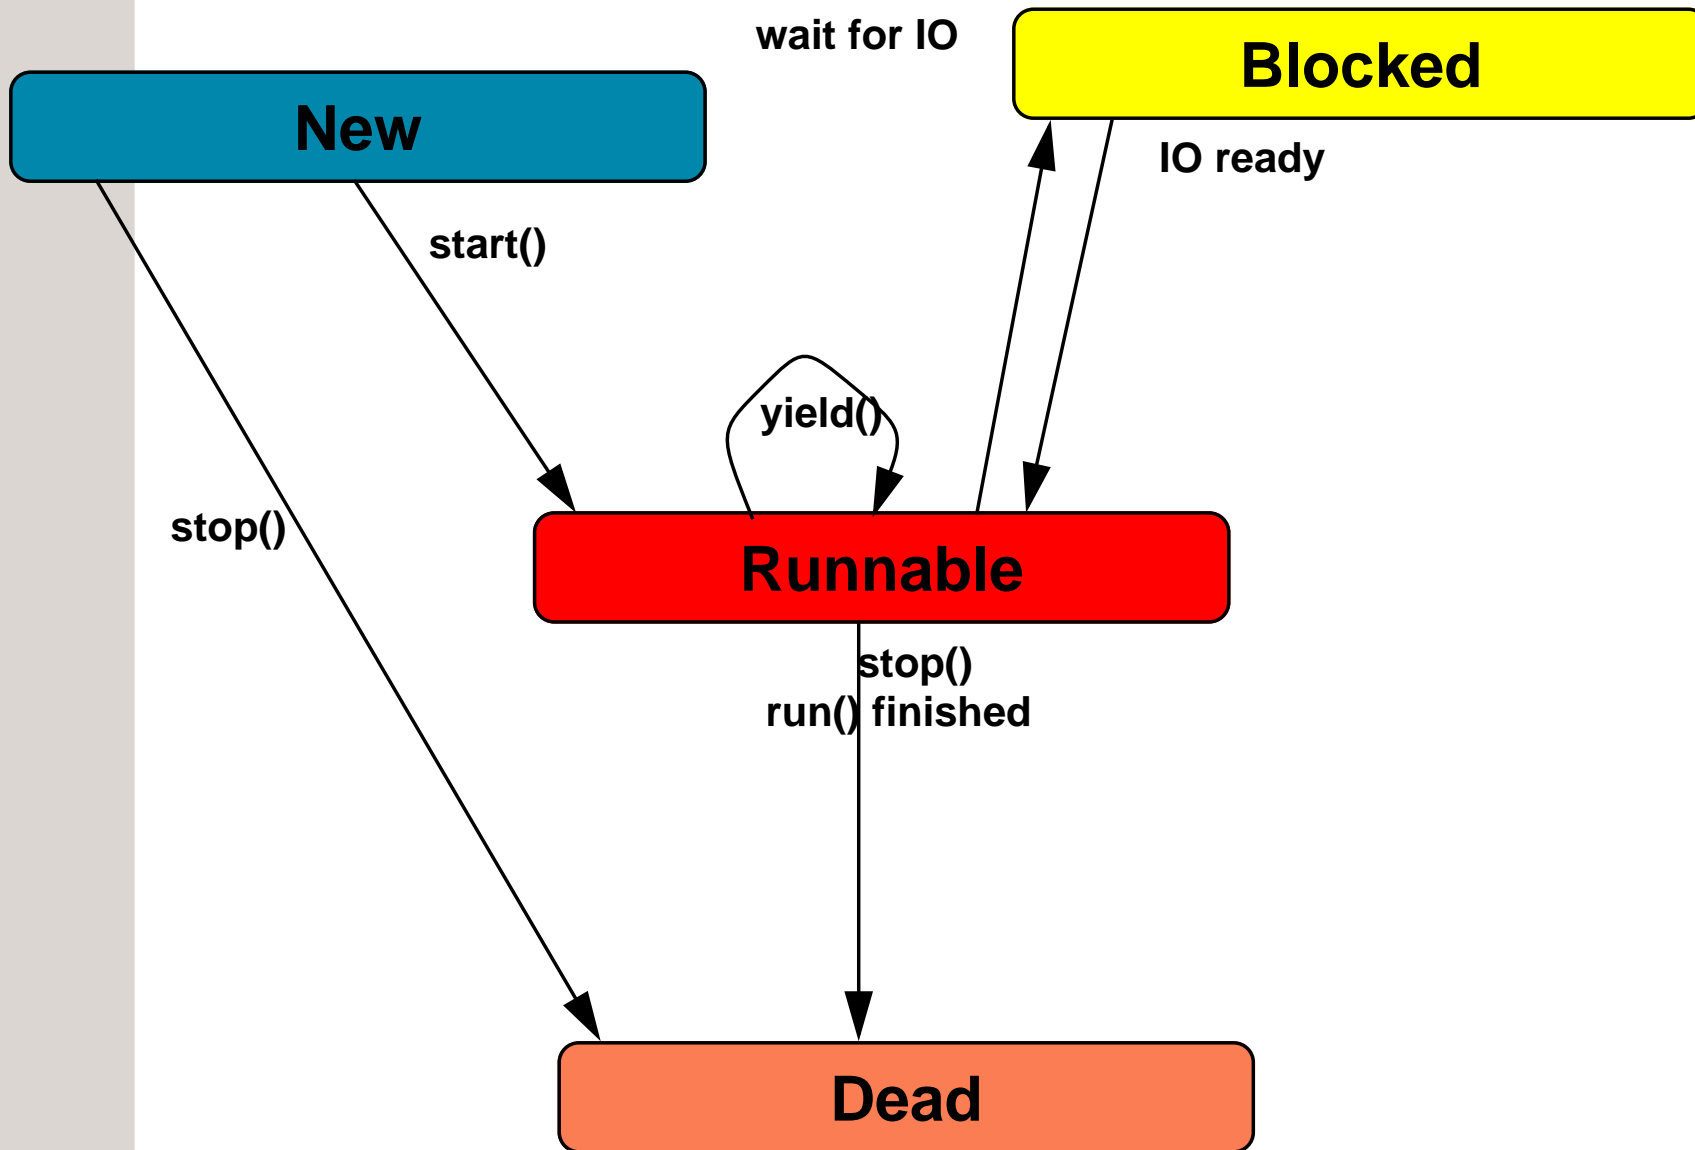 wait for IO
Blocked
New
IO ready
start()
yield()
stop()
Runnable
stop()
run() finished
Dead